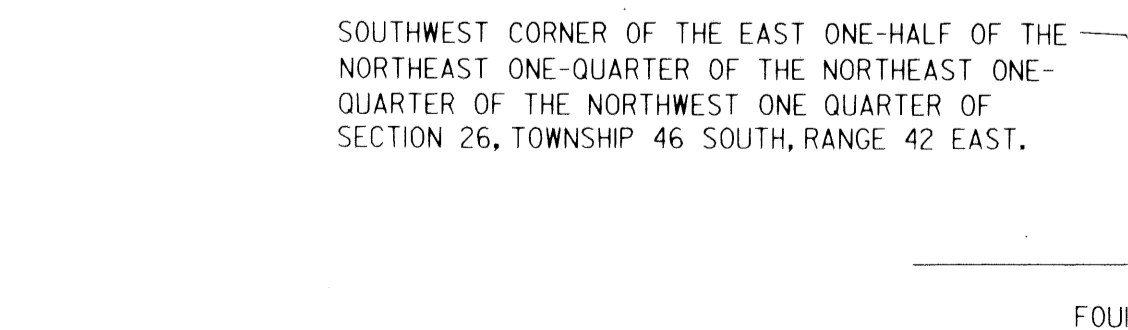 SOUTHWEST CORNER OF THE EAST ONE-HALF OF THE
NORTHEAST ONE-QUARTER OF THE NORTHEAST ONE-
QUARTER OF THE NORTHWEST ONE QUARTER OF
SECTION 26, TOWNSHIP 46 SOUTH, RANGE 42 EAST.